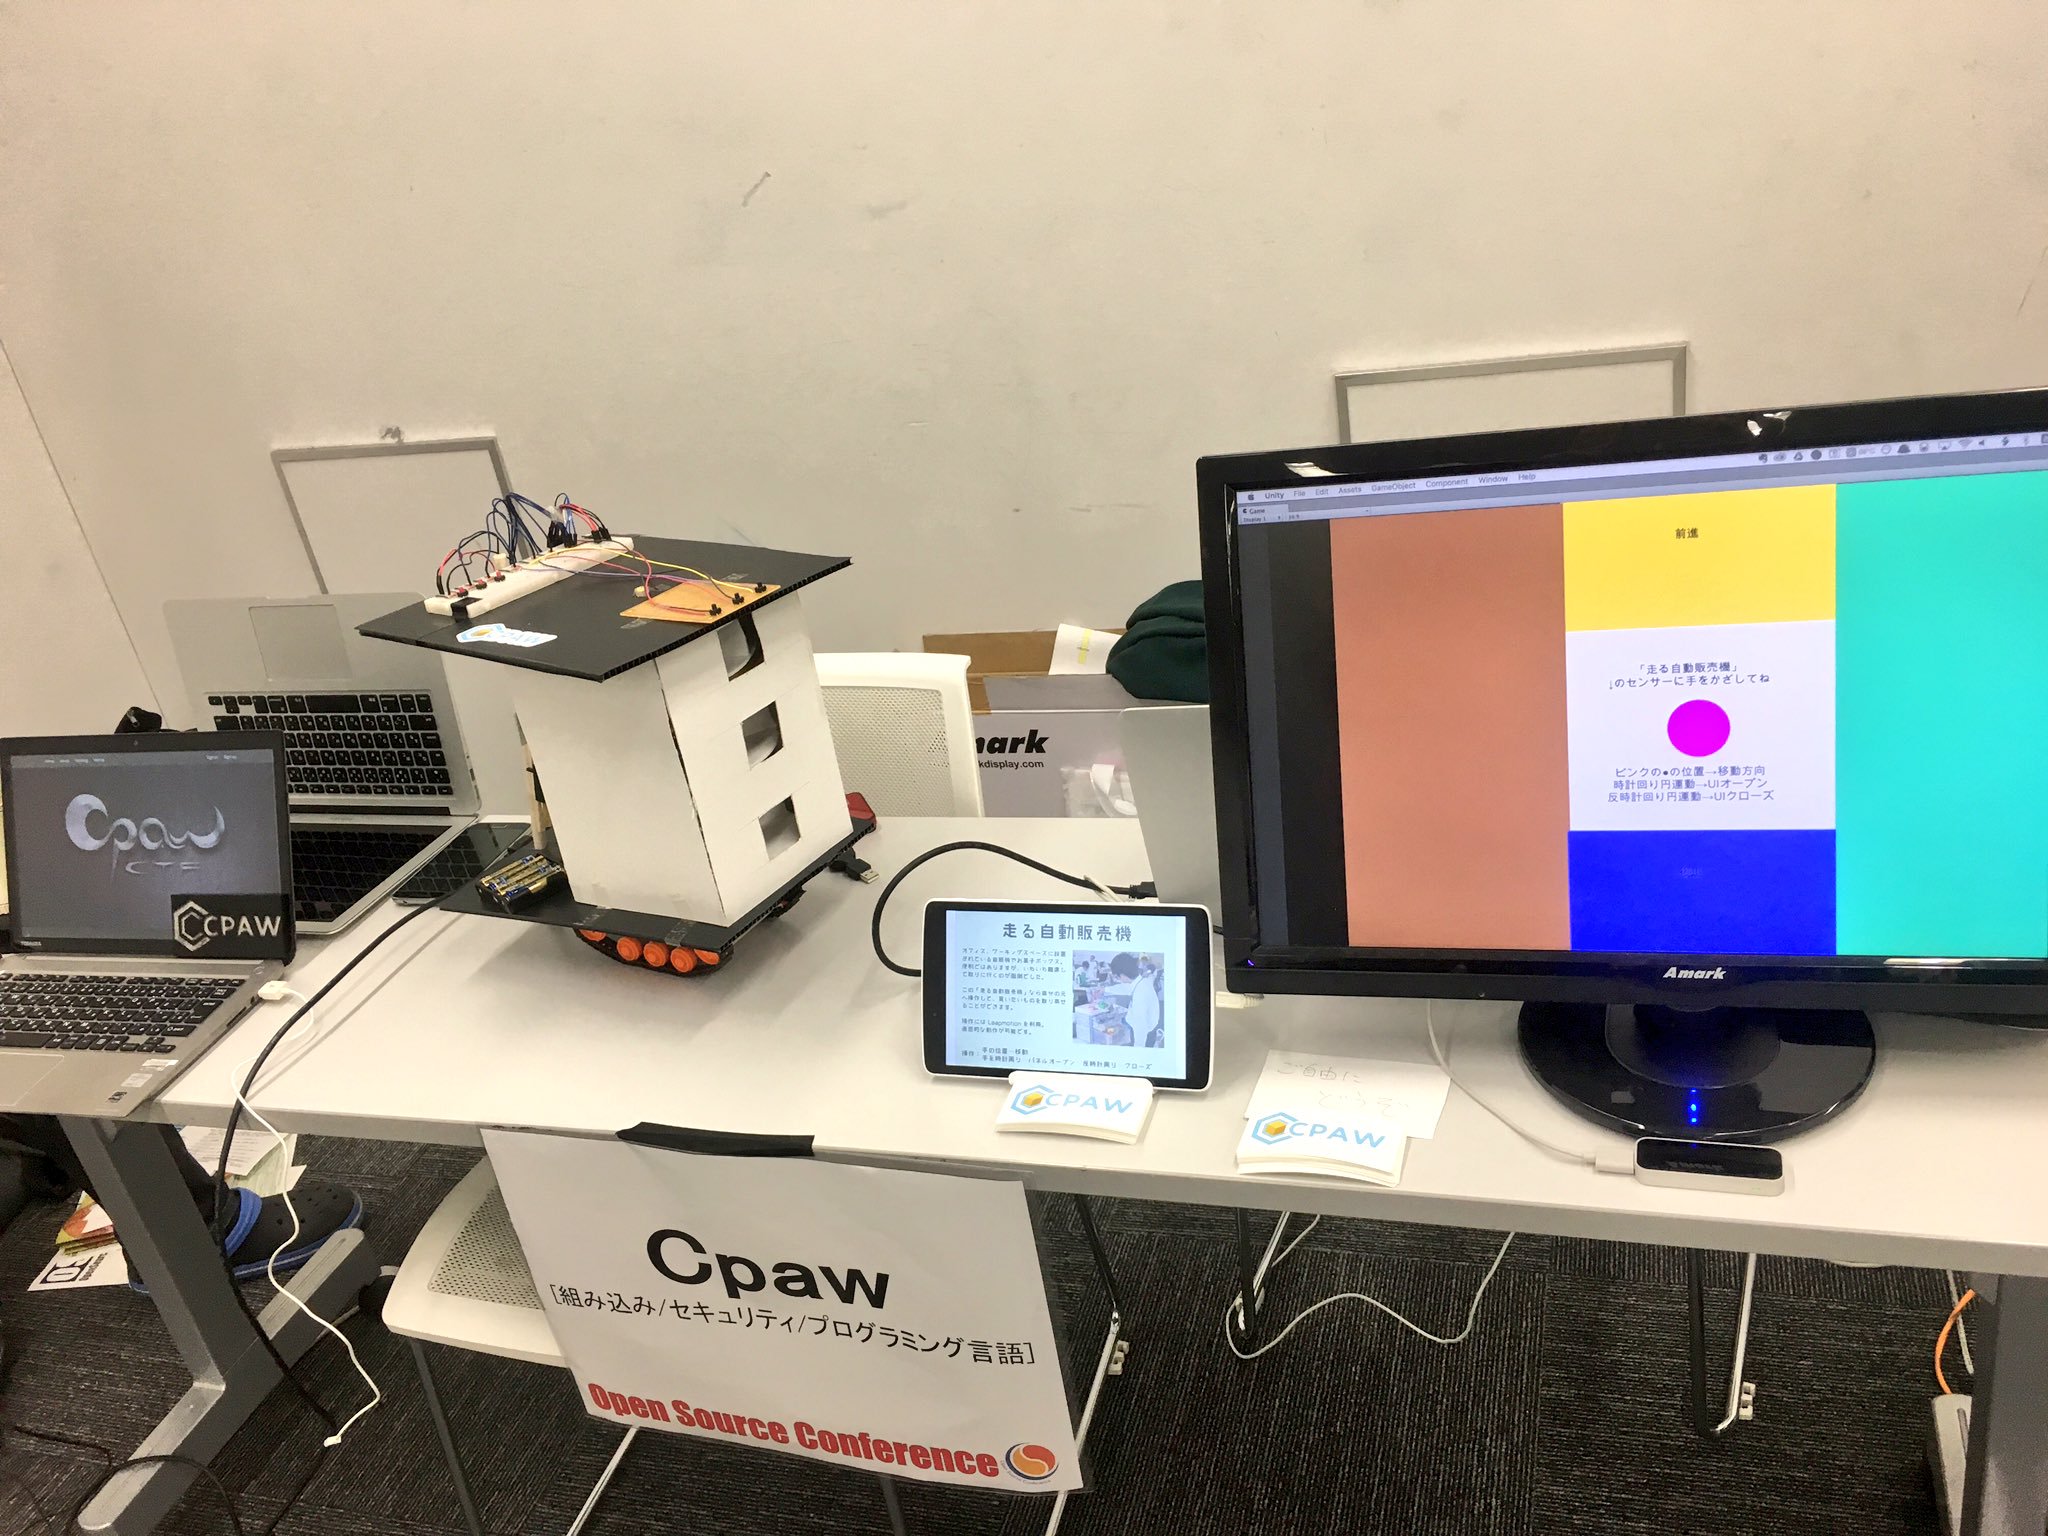 Cpaw
CTF
CCPAW
CPAW
mark
kdisplay.com
走る自動販売機
オフィス、ワーキングスペースに設置
されている自販機やお菓子ボックス。
便利ではありますが、いちいち離席し
て取りに行くのが面倒でした。
この「走る自動販売機」なら自分の元
へ操作して、買いたいものを取り寄せ
ることができます。
操作には Leapmotion を利用。
直感的な動作が可能です。
操作: 手の位置→移動
手を時計回り パネルオープン 反時計回り クローズ
CPAW
ご自由に
どうぞ
CPAW
Unity File Edit Assets GameObject Component Window Help
Game
Display 1
前進
「走る自動販売機」
↓のセンサーに手をかざしてね
ピンクの●の位置→移動方向
時計回り円運動→UIオープン
反時計回り円運動→UIクローズ
Amark
Cpaw
[組み込み/セキュリティ/プログラミング言語]
Open Source Conference